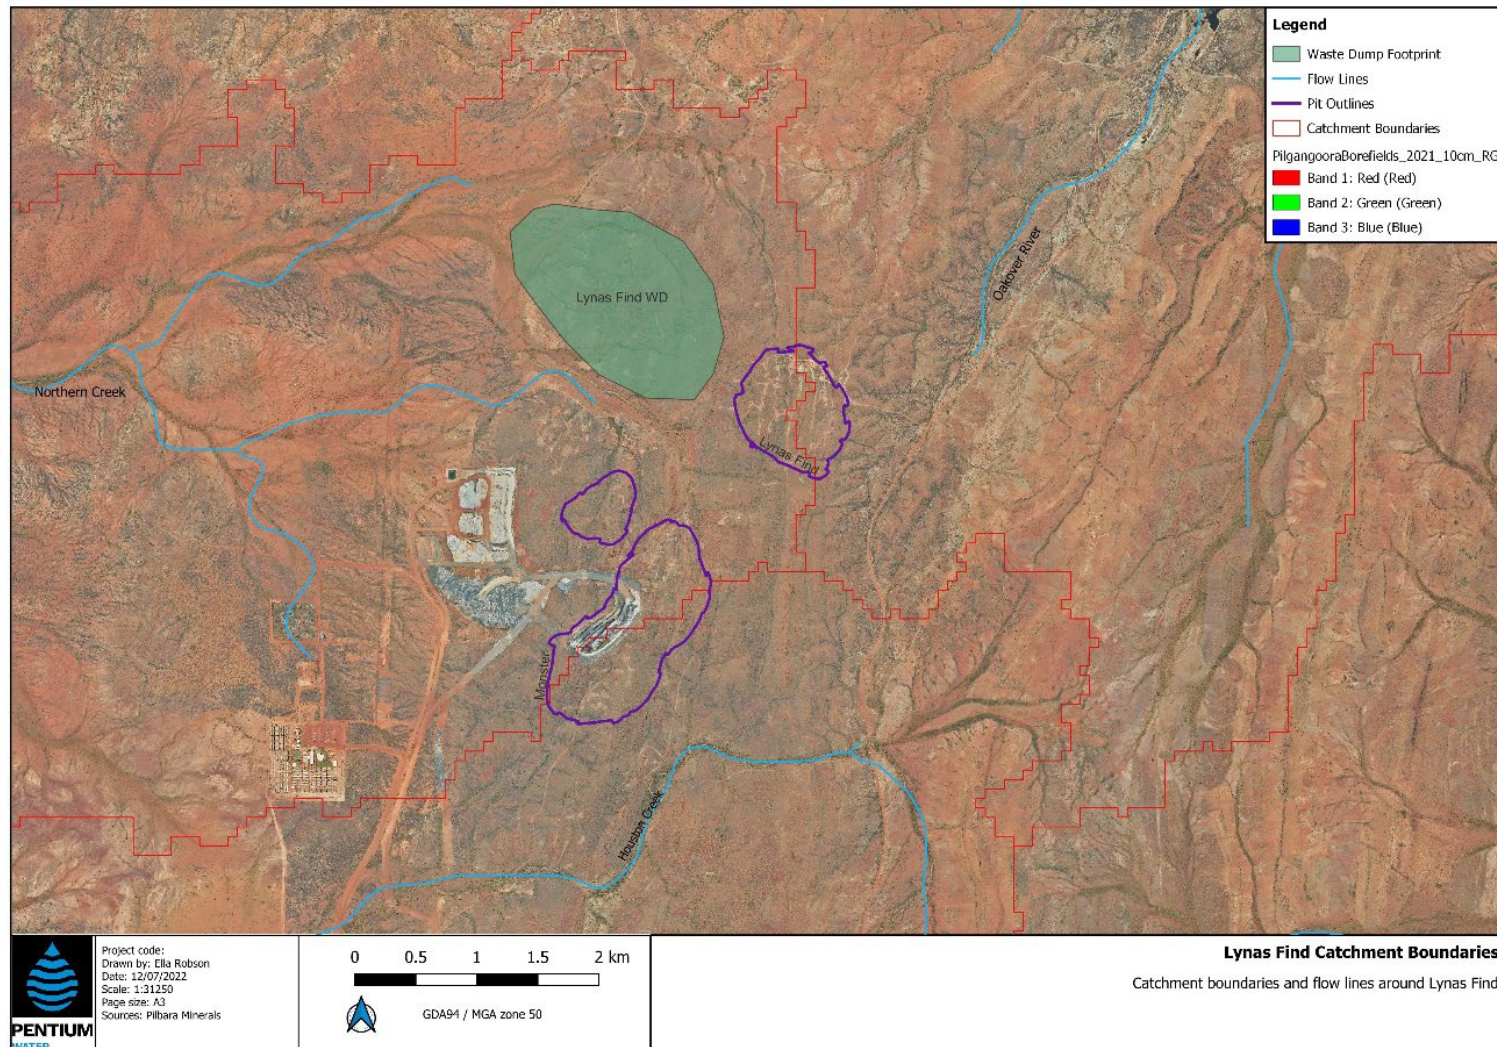 Legend
Waste Dump Footprint
Flow Lines
Pit Outlines
Catchment Boundaries
PilgangooraBorefields_2021_10cm_RG
Band 1: Red (Red)
Band 2: Green (Green)
Band 3: Blue (Blue)
Oakover River
Lynas Find WD
Northern Creek
Lynas Find
Monster
Houston Creek
PENTIUM
WATER
Project code:
Drawn by: Ella Robson
Date: 12/07/2022
Scale: 1:31250
Page size: A3
Sources: Pilbara Minerals
0 0.5 1 1.5 2 km
GDA94 / MGA zone 50
Lynas Find Catchment Boundaries
Catchment boundaries and flow lines around Lynas Find